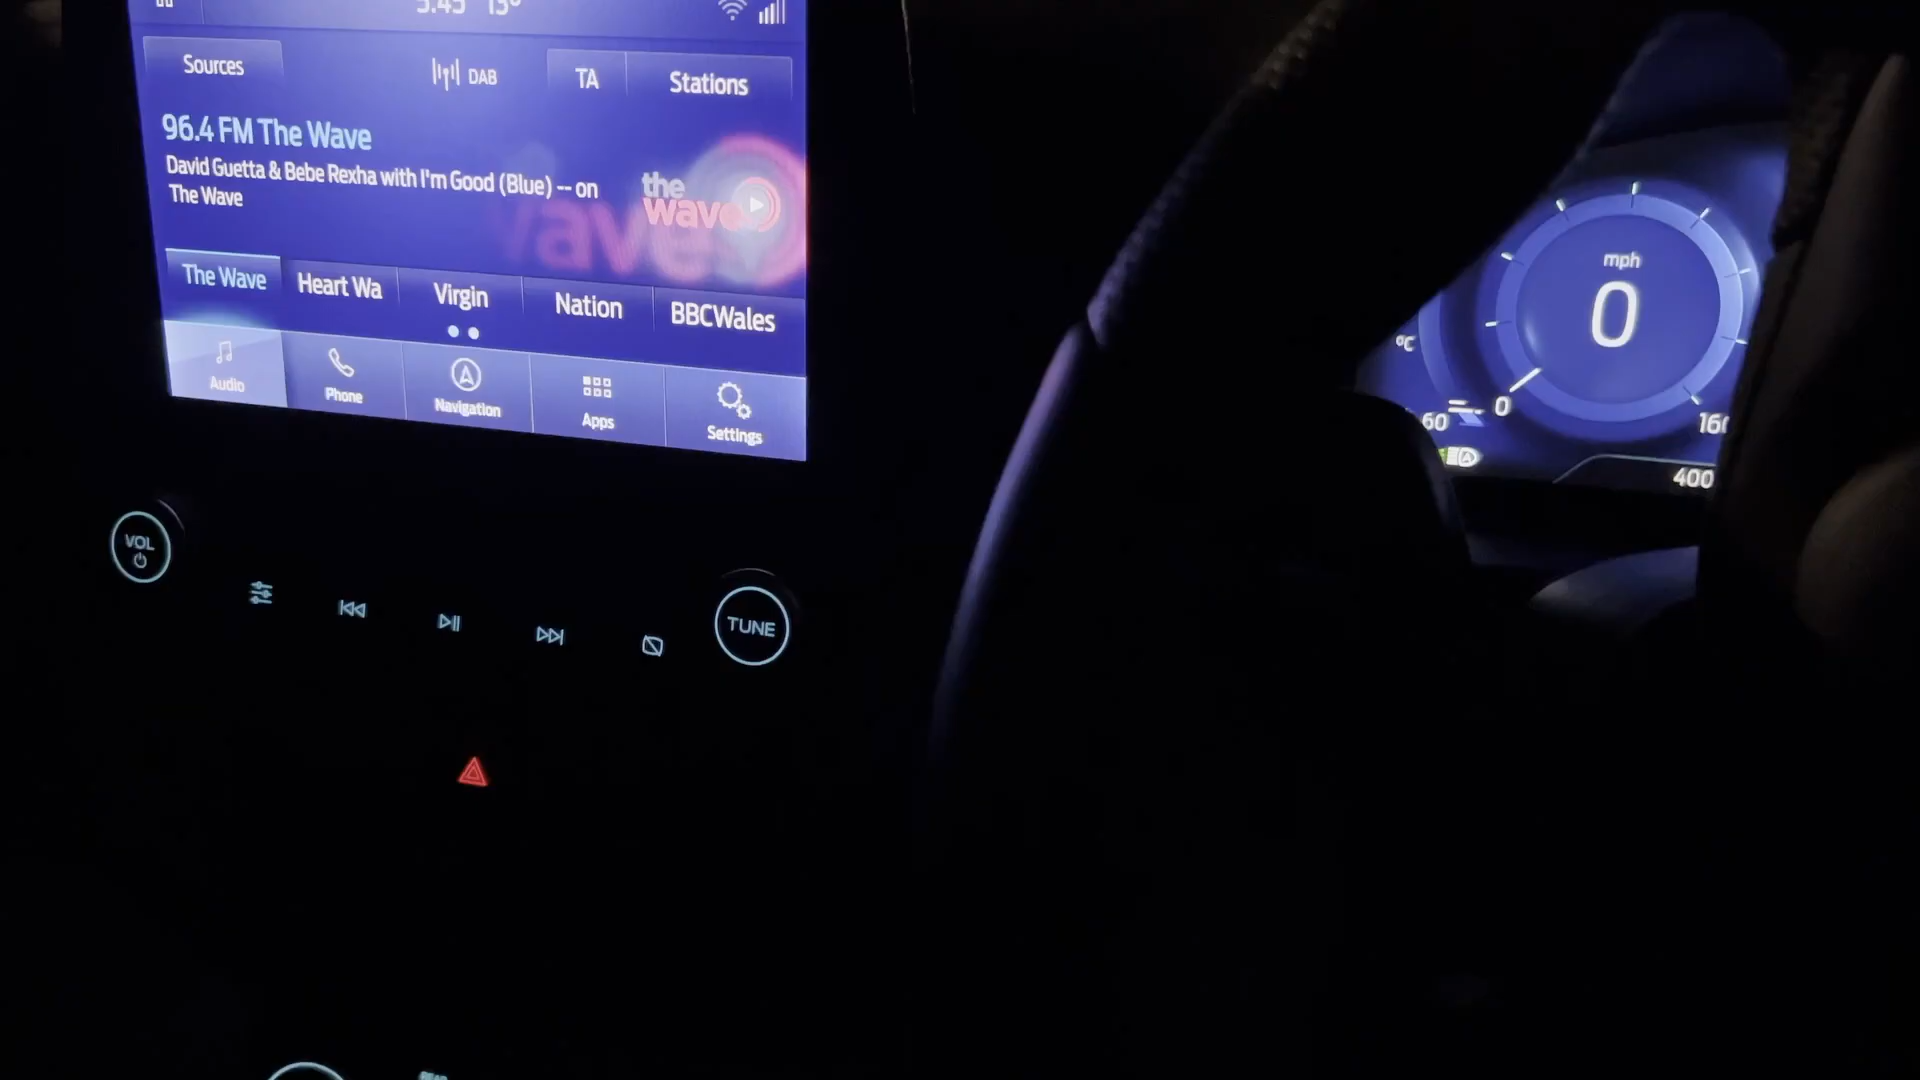 5:45 13°
Sources
DAB
TA
Stations
96.4 FM The Wave
David Guetta & Bebe Rexha with I'm Good (Blue) -- on
The Wave
the
wave
The Wave
Heart Wa
Virgin
Nation
BBCWales
Audio
Phone
Navigation
Apps
Settings
VOL
TUNE
mph
0
°C
60
0
160
400